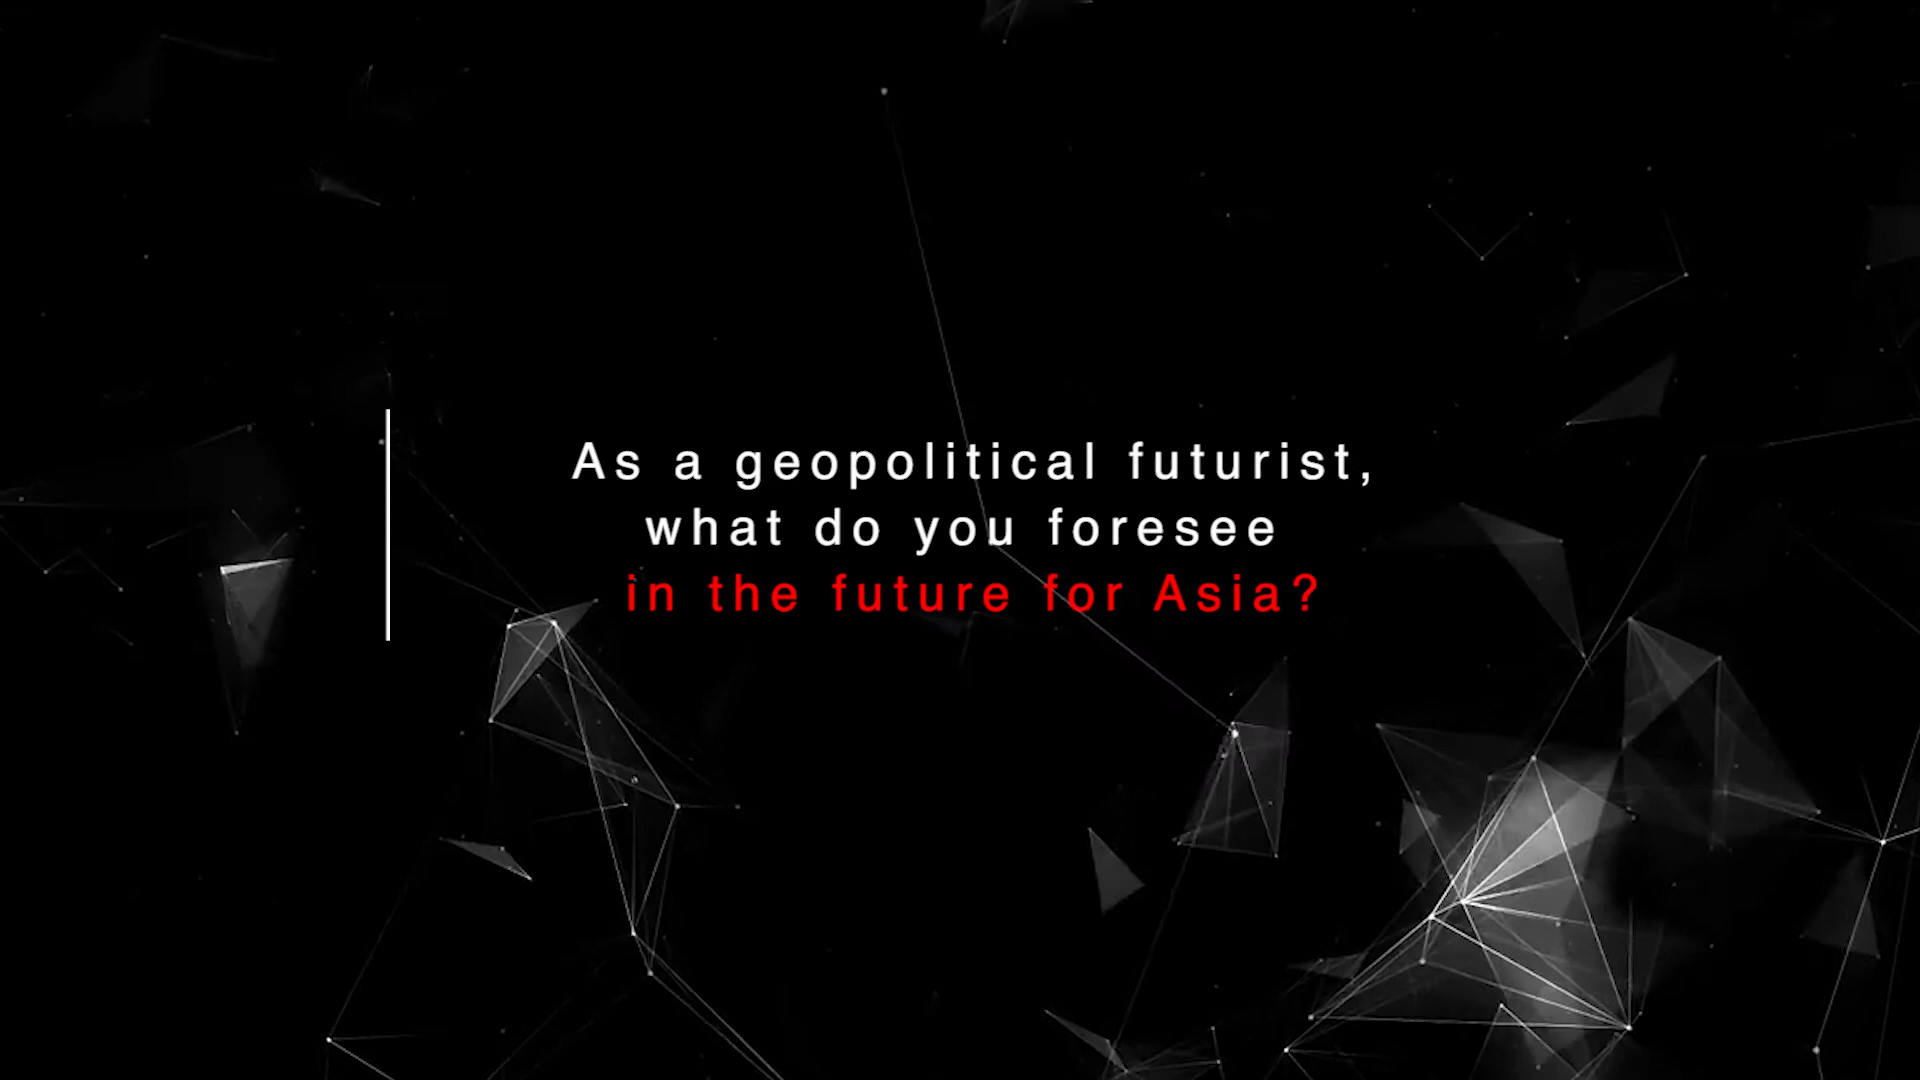 As a geopolitical futurist,
what do you foresee
in the future for Asia?